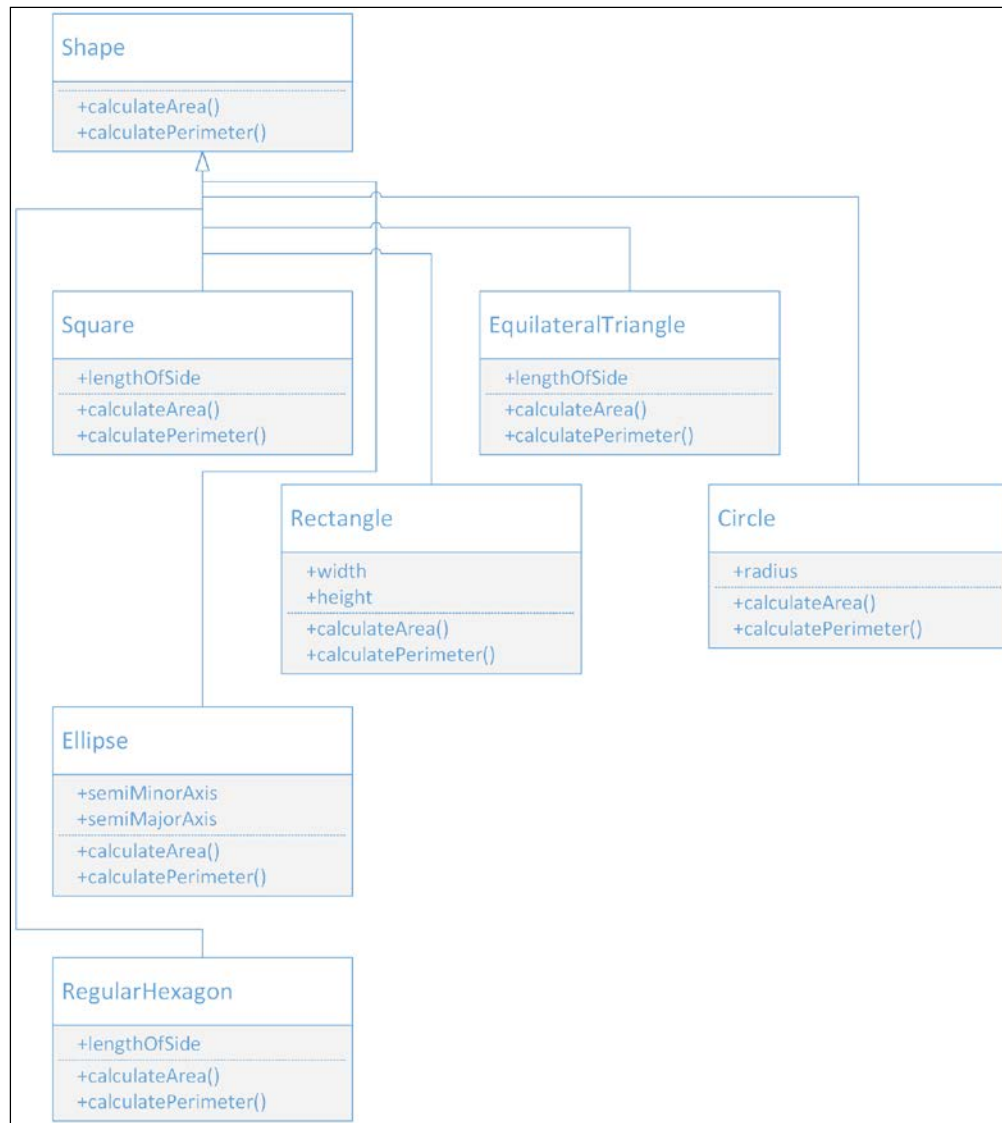 Shape
+calculateArea()
+calculatePerimeter()
Square
+lengthOfSide
+calculateArea()
+calculatePerimeter()
EquilateralTriangle
+lengthOfSide
+calculateArea()
+calculatePerimeter()
Rectangle
+width
+height
+calculateArea()
+calculatePerimeter()
Circle
+radius
+calculateArea()
+calculatePerimeter()
Ellipse
+semiMinorAxis
+semiMajorAxis
+calculateArea()
+calculatePerimeter()
RegularHexagon
+lengthOfSide
+calculateArea()
+calculatePerimeter()